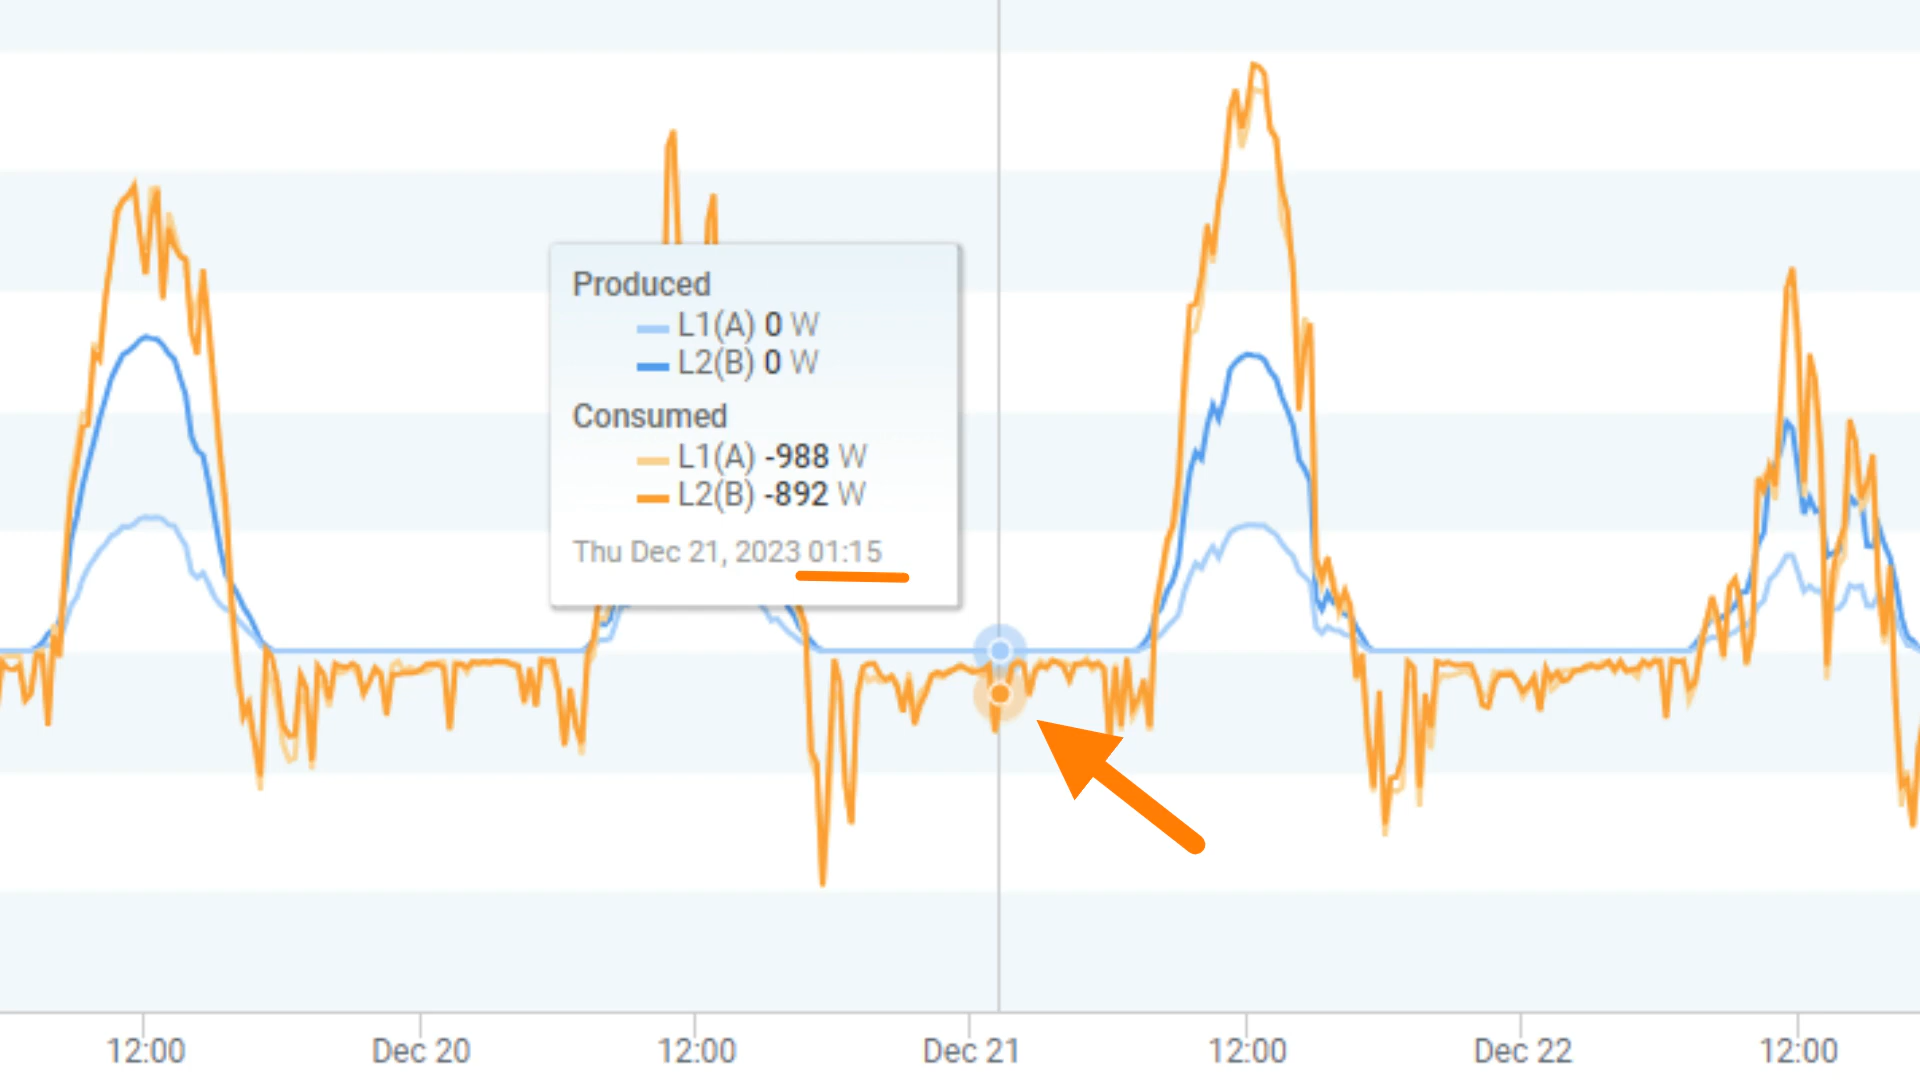 Produced
L1(A) 0 W
L2(B) 0 W
Consumed
L1(A) -988 W
L2(B) -892 W
Thu Dec 21, 2023 01:15
12:00
Dec 20
12:00
Dec 21
12:00
Dec 22
12:00